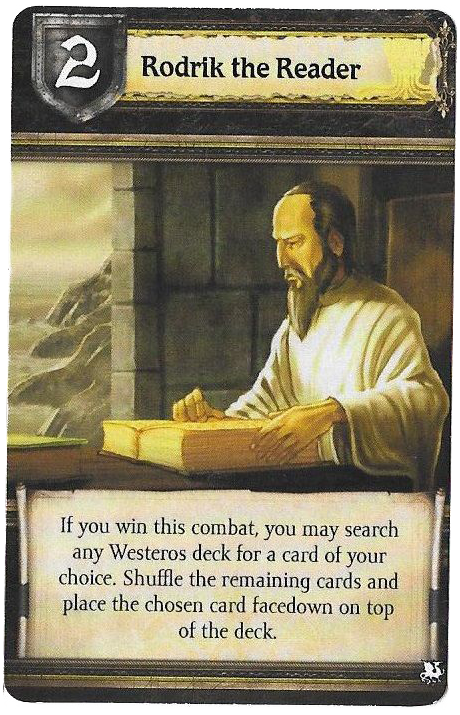 2
Rodrik the Reader
If you win this combat, you may search
any Westeros deck for a card of your
choice. Shuffle the remaining cards and
place the chosen card facedown on top
of the deck.